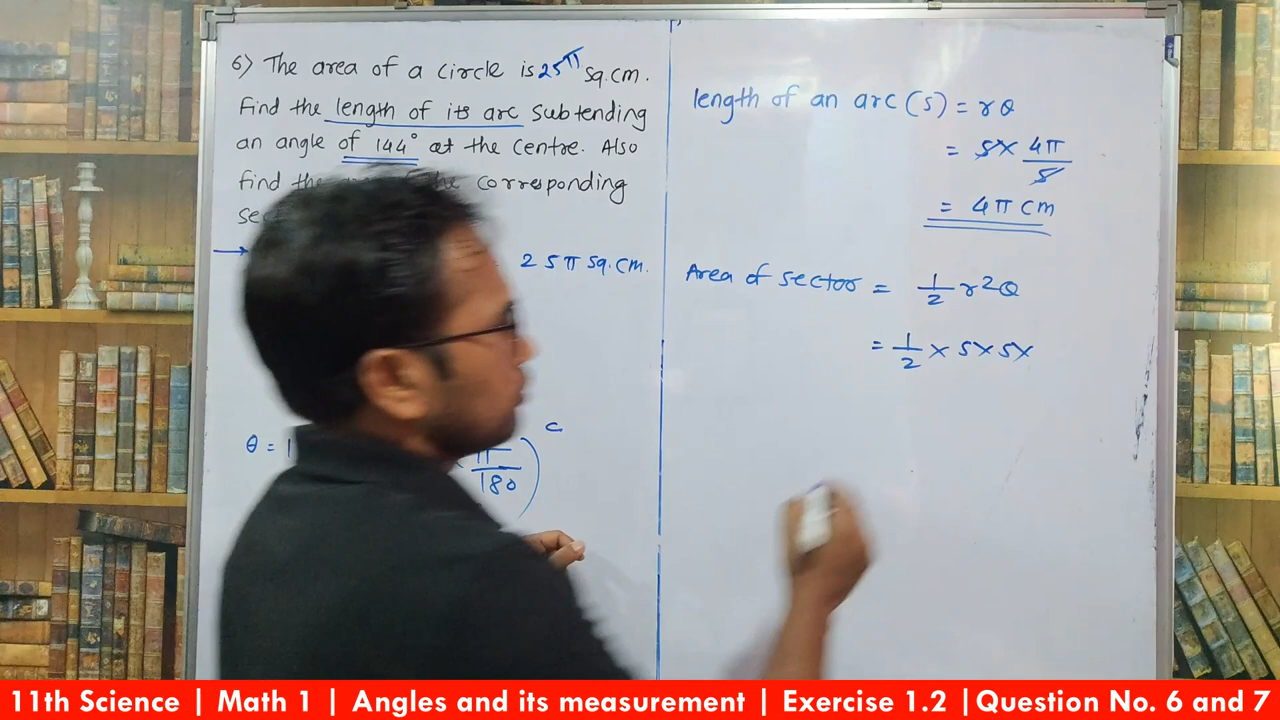 6) The area of a circle is 25π sq.cm.
Find the length of its arc subtending
an angle of 144° at the centre. Also
find the corresponding
25π sq.cm.
θ =
π
180
c
length of an arc (s) = rθ
= 5 × 4π/5
= 4π cm
Area of sector = 1/2 r²θ
= 1/2 × 5 × 5 ×
11th Science | Math 1 | Angles and its measurement | Exercise 1.2 |Question No. 6 and 7